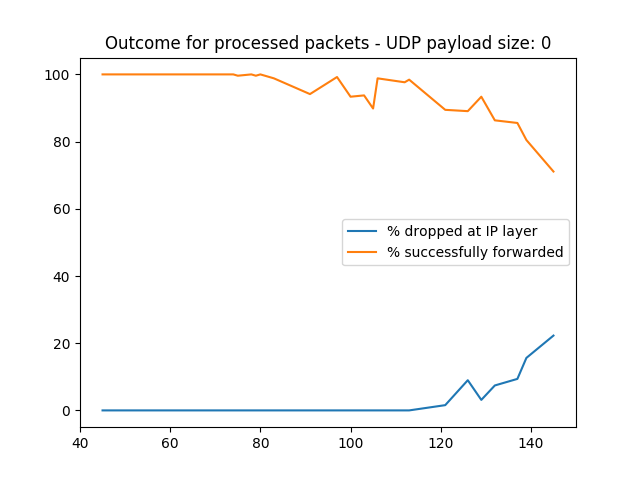 Outcome for processed packets - UDP payload size: 0
100
80
60
40
20
0
% dropped at IP layer
% successfully forwarded
40 60 80 100 120 140